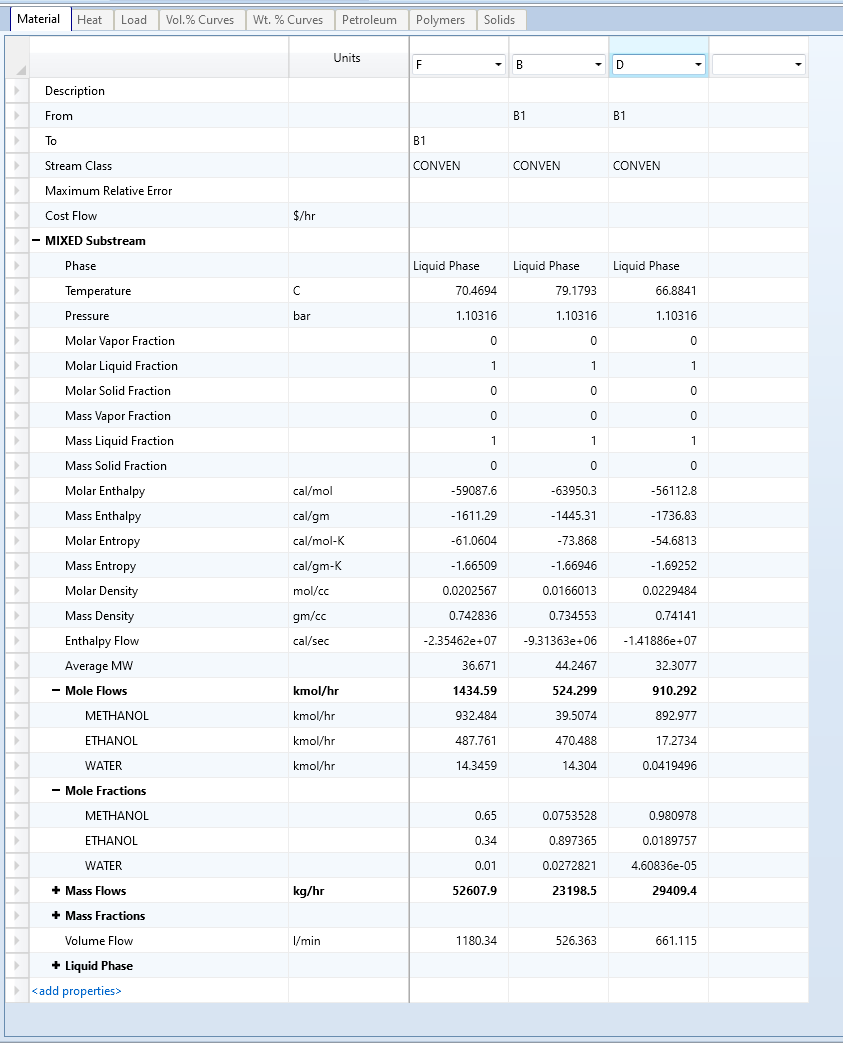 Material Heat Load Vol.% Curves Wt. % Curves Petroleum Polymers Solids
Units F B D
Description
From B1 B1
To B1
Stream Class CONVEN CONVEN CONVEN
Maximum Relative Error
Cost Flow $/hr
− MIXED Substream
Phase Liquid Phase Liquid Phase Liquid Phase
Temperature C 70.4694 79.1793 66.8841
Pressure bar 1.10316 1.10316 1.10316
Molar Vapor Fraction 0 0 0
Molar Liquid Fraction 1 1 1
Molar Solid Fraction 0 0 0
Mass Vapor Fraction 0 0 0
Mass Liquid Fraction 1 1 1
Mass Solid Fraction 0 0 0
Molar Enthalpy cal/mol -59087.6 -63950.3 -56112.8
Mass Enthalpy cal/gm -1611.29 -1445.31 -1736.83
Molar Entropy cal/mol-K -61.0604 -73.868 -54.6813
Mass Entropy cal/gm-K -1.66509 -1.66946 -1.69252
Molar Density mol/cc 0.0202567 0.0166013 0.0229484
Mass Density gm/cc 0.742836 0.734553 0.74141
Enthalpy Flow cal/sec -2.35462e+07 -9.31363e+06 -1.41886e+07
Average MW 36.671 44.2467 32.3077
− Mole Flows kmol/hr 1434.59 524.299 910.292
METHANOL kmol/hr 932.484 39.5074 892.977
ETHANOL kmol/hr 487.761 470.488 17.2734
WATER kmol/hr 14.3459 14.304 0.0419496
− Mole Fractions
METHANOL 0.65 0.0753528 0.980978
ETHANOL 0.34 0.897365 0.0189757
WATER 0.01 0.0272821 4.60836e-05
+ Mass Flows kg/hr 52607.9 23198.5 29409.4
+ Mass Fractions
Volume Flow l/min 1180.34 526.363 661.115
+ Liquid Phase
<add properties>